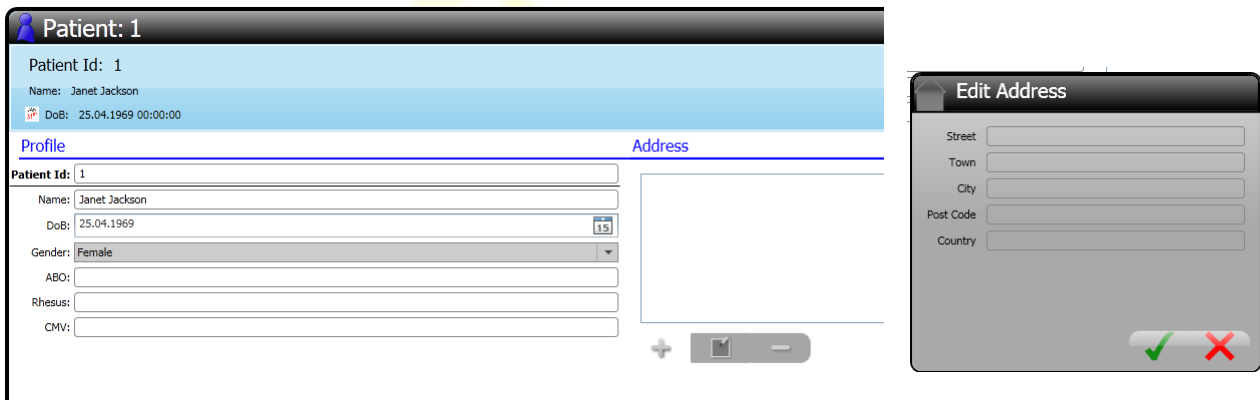 Patient: 1
Patient Id: 1
Name: Janet Jackson
DoB: 25.04.1969 00:00:00
Profile
Patient Id: 1
Name: Janet Jackson
DoB: 25.04.1969
15
Gender: Female
ABO:
Rhesus:
CMV:
Address
Edit Address
Street
Town
City
Post Code
Country